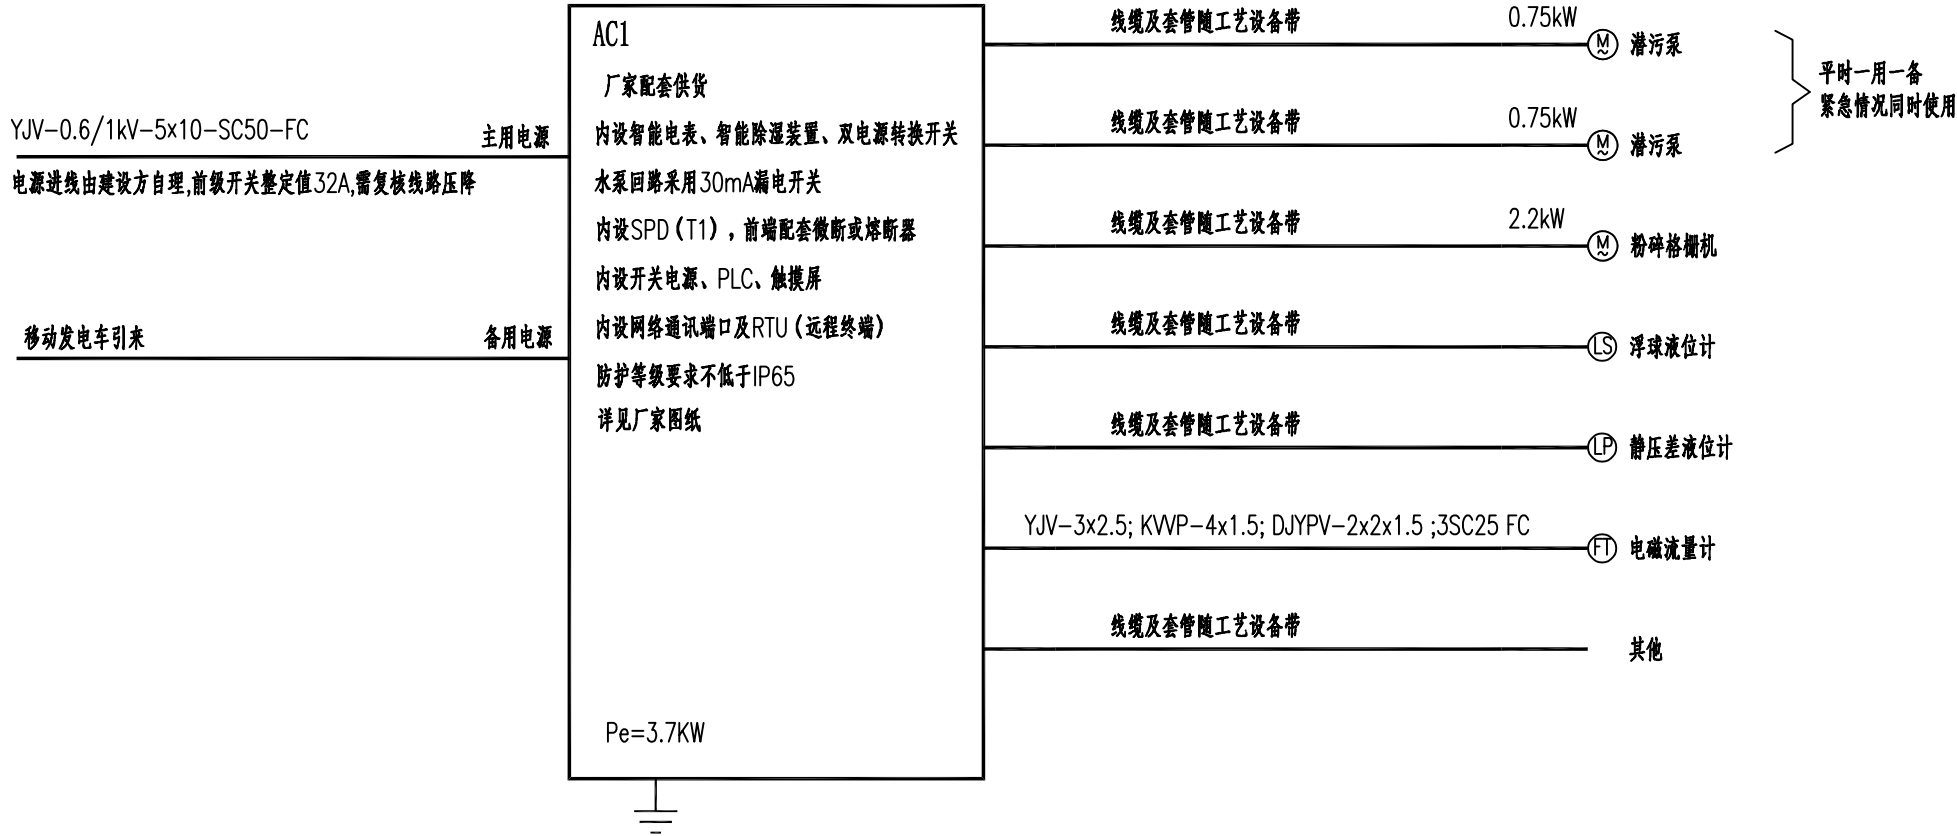 YJV-0.6/1kV-5×10-SC50-FC
主用电源
电源进线由建设方自理,前级开关整定值32A,需复核线路压降
移动发电车引来
备用电源
AC1
厂家配套供货
内设智能电表、智能除湿装置、双电源转换开关
水泵回路采用30mA漏电开关
内设SPD（T1），前端配套微断或熔断器
内设开关电源、PLC、触摸屏
内设网络通讯端口及RTU（远程终端）
防护等级要求不低于IP65
详见厂家图纸
Pe=3.7KW
线缆及套管随工艺设备带
0.75kW
M
~
潜污泵
线缆及套管随工艺设备带
0.75kW
M
~
潜污泵
平时一用一备
紧急情况同时使用
线缆及套管随工艺设备带
2.2kW
M
~
粉碎格栅机
线缆及套管随工艺设备带
LS
浮球液位计
线缆及套管随工艺设备带
LP
静压差液位计
YJV-3x2.5; KVVP-4x1.5; DJYPV-2x2x1.5 ;3SC25 FC
FT
电磁流量计
线缆及套管随工艺设备带
其他